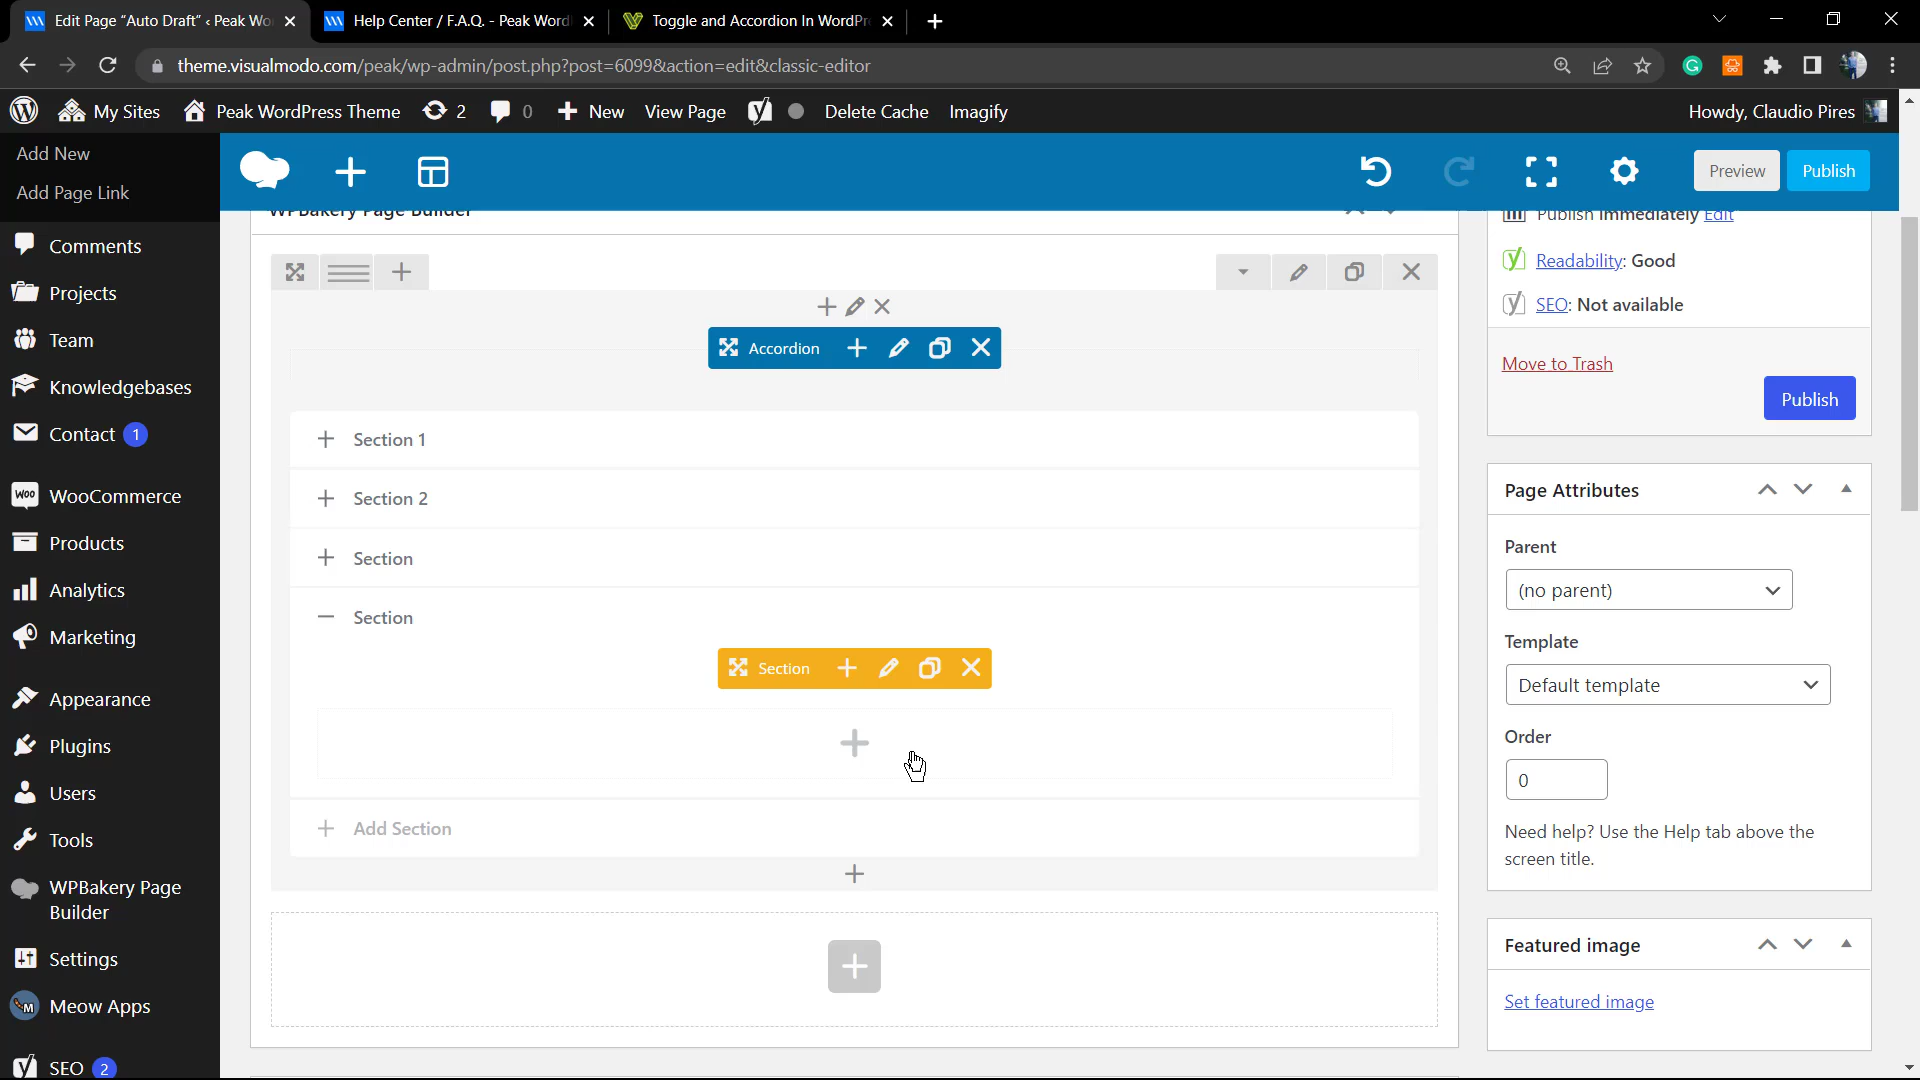 Edit Page "Auto Draft" ‹ Peak Wo
Help Center / F.A.Q. - Peak Word
Toggle and Accordion In WordPr
theme.visualmodo.com/peak/wp-admin/post.php?post=6099&action=edit&classic-editor
My Sites
Peak WordPress Theme
2
0
New
View Page
Delete Cache
Imagify
Howdy, Claudio Pires
Add New
Add Page Link
Comments
Projects
Team
Knowledgebases
Contact 1
WooCommerce
Products
Analytics
Marketing
Appearance
Plugins
Users
Tools
WPBakery Page
Builder
Settings
Meow Apps
SEO 2
Preview
Publish
WPBakery Page Builder
Accordion
Section 1
Section 2
Section
Section
Section
Add Section
Publish immediately Edit
Readability: Good
SEO: Not available
Move to Trash
Publish
Page Attributes
Parent
(no parent)
Template
Default template
Order
0
Need help? Use the Help tab above the
screen title.
Featured image
Set featured image